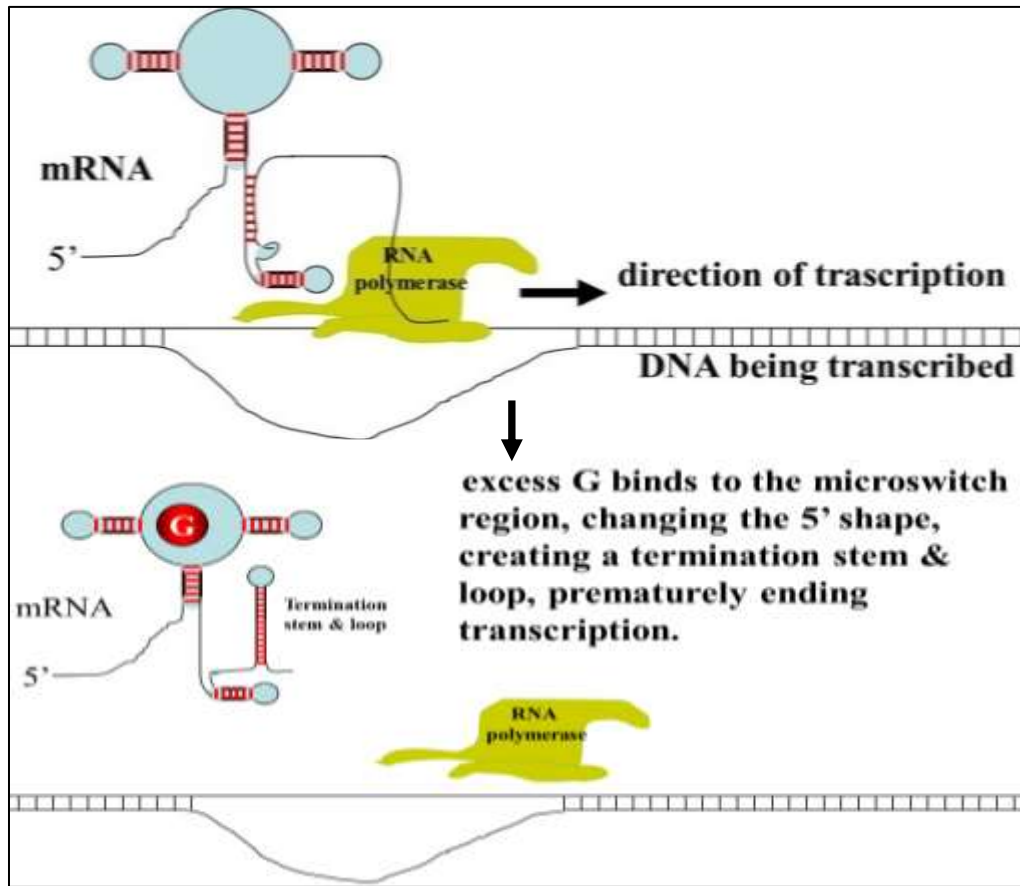 mRNA
5’
RNA
polymerase
direction of trascription
DNA being transcribed
excess G binds to the microswitch
region, changing the 5’ shape,
creating a termination stem &
loop, prematurely ending
transcription.
G
mRNA
Termination
stem & loop
5’
RNA
polymerase